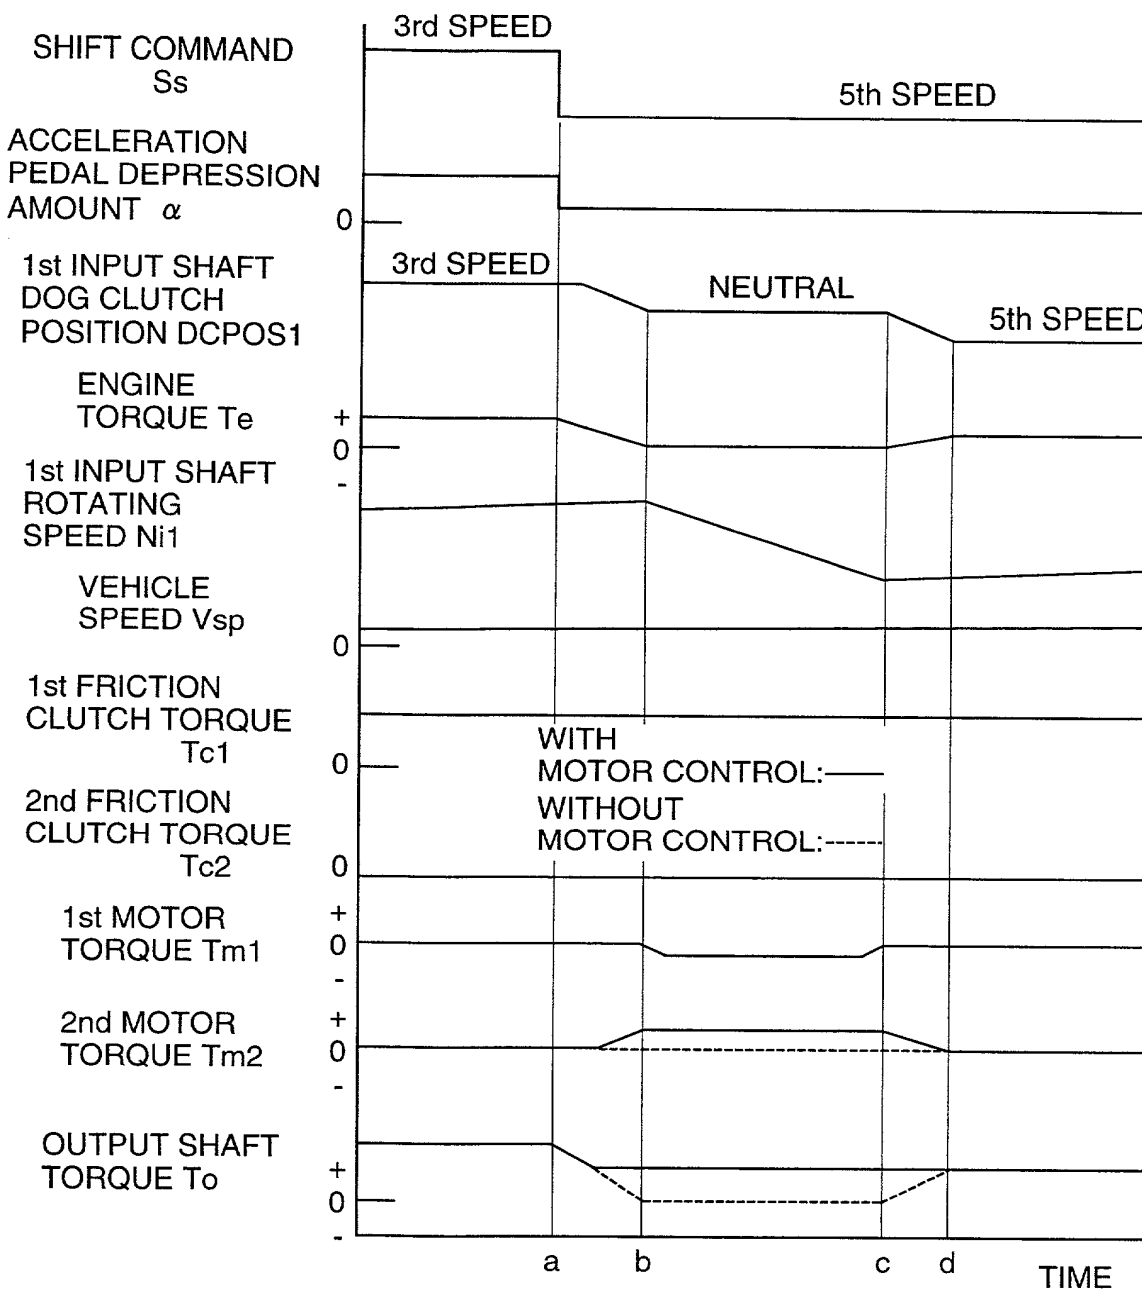 3rd SPEED
SHIFT COMMAND
Ss
5th SPEED
ACCELERATION
PEDAL DEPRESSION
AMOUNT α
0
1st INPUT SHAFT
DOG CLUTCH
POSITION DCPOS1
3rd SPEED
NEUTRAL
5th SPEED
ENGINE
TORQUE Te
+
0
-
1st INPUT SHAFT
ROTATING
SPEED Ni1
VEHICLE
SPEED Vsp
0
1st FRICTION
CLUTCH TORQUE
Tc1
0
WITH
MOTOR CONTROL:
WITHOUT
MOTOR CONTROL:
2nd FRICTION
CLUTCH TORQUE
Tc2
0
1st MOTOR
TORQUE Tm1
+
0
-
2nd MOTOR
TORQUE Tm2
+
0
-
OUTPUT SHAFT
TORQUE To
+
0
-
a b c d
TIME